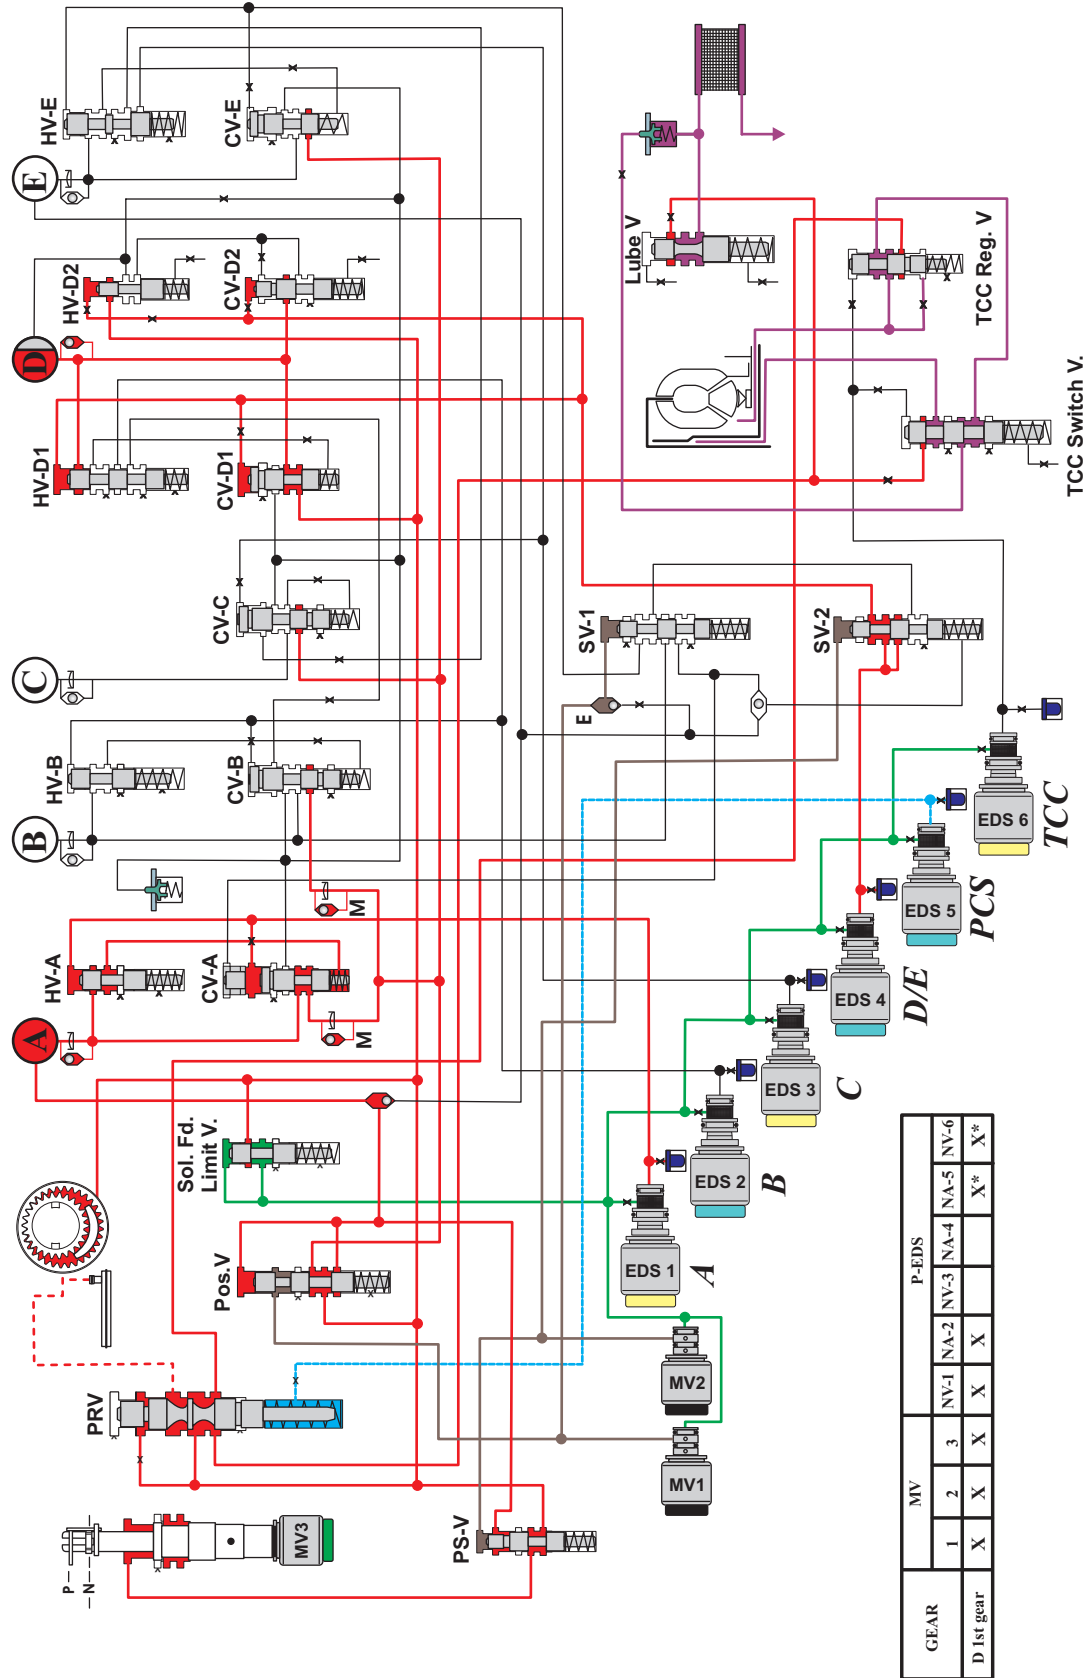 HV-E
CV-E
E
HV-D2
CV-D2
D
HV-D1
CV-D1
CV-C
C
HV-B
CV-B
B
M
HV-A
CV-A
A
M
Sol. Fd.
Limit V.
Pos.V
PRV
P
N
MV3
PS-V
Lube V
TCC Reg. V
TCC Switch V.
SV-1
SV-2
E
EDS 6
TCC
EDS 5
PCS
EDS 4
D/E
EDS 3
C
EDS 2
B
EDS 1
A
MV2
MV1
GEAR MV P-EDS
1 2 3 NV-1 NA-2 NV-3 NA-4 NA-5 NV-6
D 1st gear X X X X X X* X*